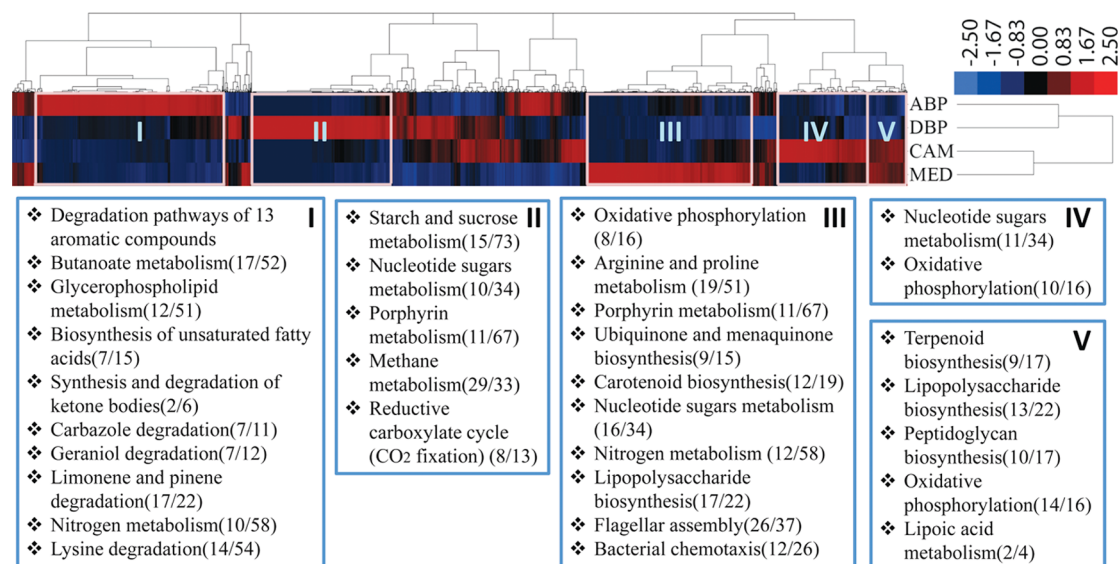 -2.50
-1.67
-0.83
0.00
0.83
1.67
2.50
ABP
DBP
CAM
MED
I
II
III
IV
V
❖ Degradation pathways of 13
aromatic compounds
❖ Butanoate metabolism(17/52)
❖ Glycerophospholipid
metabolism(12/51)
❖ Biosynthesis of unsaturated fatty
acids(7/15)
❖ Synthesis and degradation of
ketone bodies(2/6)
❖ Carbazole degradation(7/11)
❖ Geraniol degradation(7/12)
❖ Limonene and pinene
degradation(17/22)
❖ Nitrogen metabolism(10/58)
❖ Lysine degradation(14/54)
I
❖ Starch and sucrose
metabolism(15/73)
❖ Nucleotide sugars
metabolism(10/34)
❖ Porphyrin
metabolism(11/67)
❖ Methane
metabolism(29/33)
❖ Reductive
carboxylate cycle
(CO2 fixation) (8/13)
II
❖ Oxidative phosphorylation
(8/16)
❖ Arginine and proline
metabolism (19/51)
❖ Porphyrin metabolism(11/67)
❖ Ubiquinone and menaquinone
biosynthesis(9/15)
❖ Carotenoid biosynthesis(12/19)
❖ Nucleotide sugars metabolism
(16/34)
❖ Nitrogen metabolism (12/58)
❖ Lipopolysaccharide
biosynthesis(17/22)
❖ Flagellar assembly(26/37)
❖ Bacterial chemotaxis(12/26)
III
❖ Nucleotide sugars
metabolism(11/34)
❖ Oxidative
phosphorylation(10/16)
IV
❖ Terpenoid
biosynthesis(9/17)
❖ Lipopolysaccharide
biosynthesis(13/22)
❖ Peptidoglycan
biosynthesis(10/17)
❖ Oxidative
phosphorylation(14/16)
❖ Lipoic acid
metabolism(2/4)
V